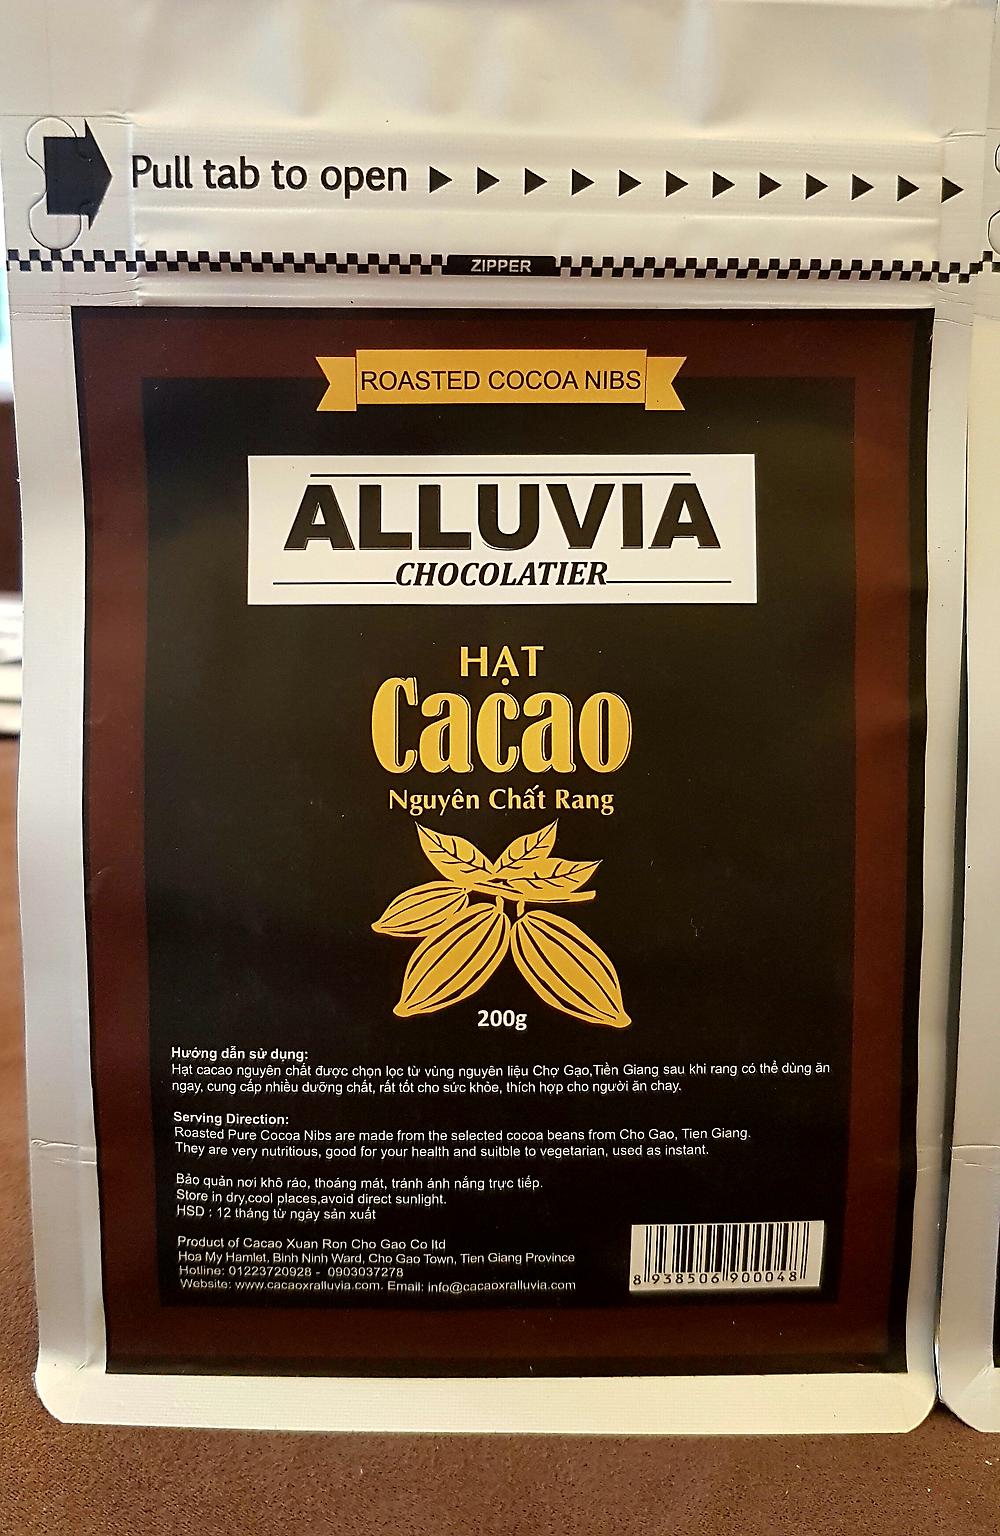 Pull tab to open
ZIPPER
ROASTED COCOA NIBS
ALLUVIA
CHOCOLATIER
HẠT
Cacao
Nguyên Chất Rang
200g
Hướng dẫn sử dụng:
Hạt cacao nguyên chất được chọn lọc từ vùng nguyên liệu Chợ Gạo,Tiền Giang sau khi rang có thể dùng ăn
ngay, cung cấp nhiều dưỡng chất, rất tốt cho sức khỏe, thích hợp cho người ăn chay.
Serving Direction:
Roasted Pure Cocoa Nibs are made from the selected cocoa beans from Cho Gao, Tien Giang.
They are very nutritious, good for your health and suitble to vegetarian, used as instant.
Bảo quản nơi khô ráo, thoáng mát, tránh ánh nắng trực tiếp.
Store in dry,cool places,avoid direct sunlight.
HSD : 12 tháng từ ngày sản xuất
Product of Cacao Xuan Ron Cho Gao Co ltd
Hoa My Hamlet, Binh Ninh Ward, Cho Gao Town, Tien Giang Province
Hotline: 01223720928 - 0903037278
Website: www.cacaoxralluvia.com. Email: info@cacaoxralluvia.com
8 938506 900048